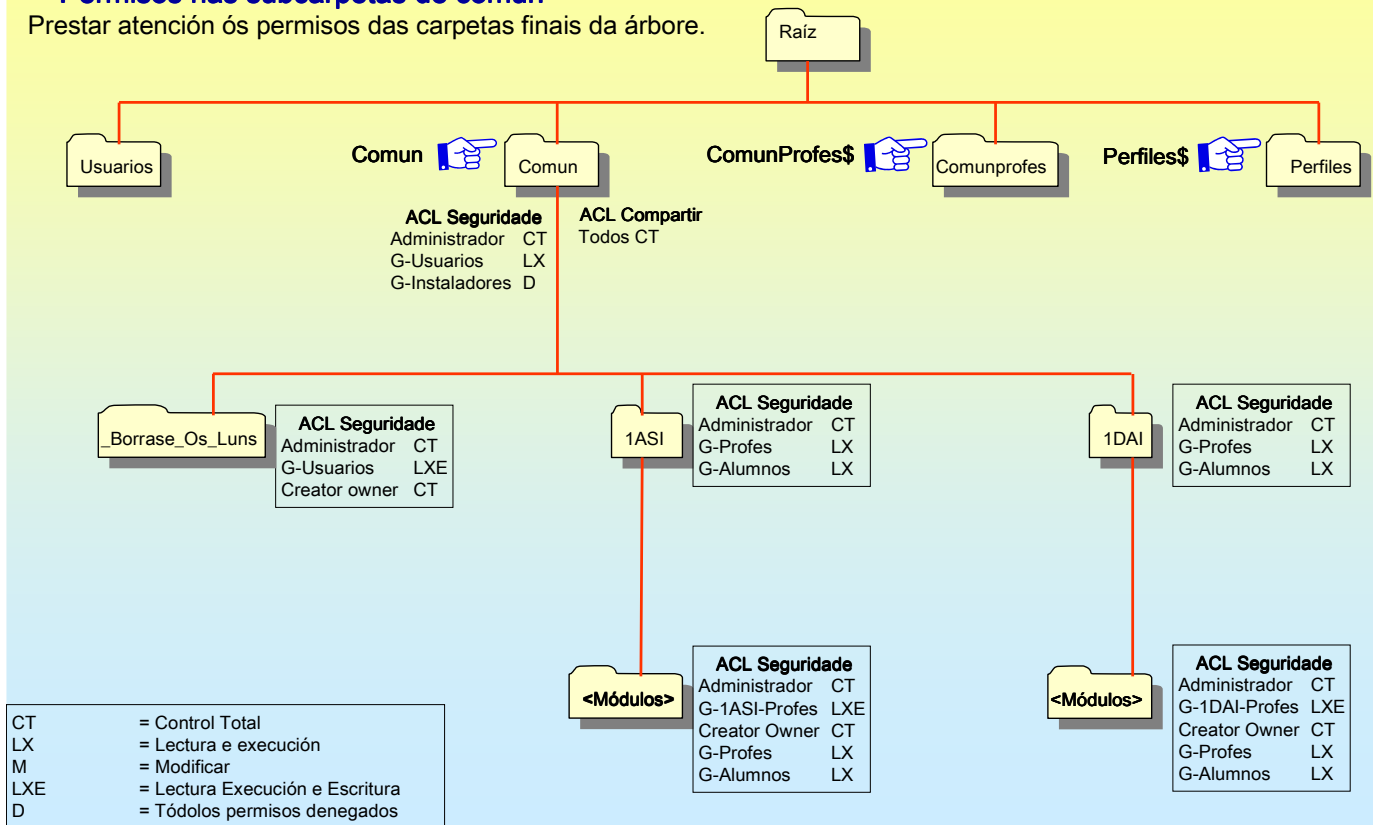 Permisos nas subcarpetas de comun
Prestar atención ós permisos das carpetas finais da árbore.
Raíz
Usuarios
Comun
Comun
ComunProfes$
Comunprofes
Perfiles$
Perfiles
ACL Seguridade
Administrador CT
G-Usuarios LX
G-Instaladores D
ACL Compartir
Todos CT
_Borrase_Os_Luns
ACL Seguridade
Administrador CT
G-Usuarios LXE
Creator owner CT
1ASI
ACL Seguridade
Administrador CT
G-Profes LX
G-Alumnos LX
1DAI
ACL Seguridade
Administrador CT
G-Profes LX
G-Alumnos LX
<Módulos>
ACL Seguridade
Administrador CT
G-1ASI-Profes LXE
Creator Owner CT
G-Profes LX
G-Alumnos LX
<Módulos>
ACL Seguridade
Administrador CT
G-1DAI-Profes LXE
Creator Owner CT
G-Profes LX
G-Alumnos LX
CT = Control Total
LX = Lectura e execución
M = Modificar
LXE = Lectura Execución e Escritura
D = Tódolos permisos denegados